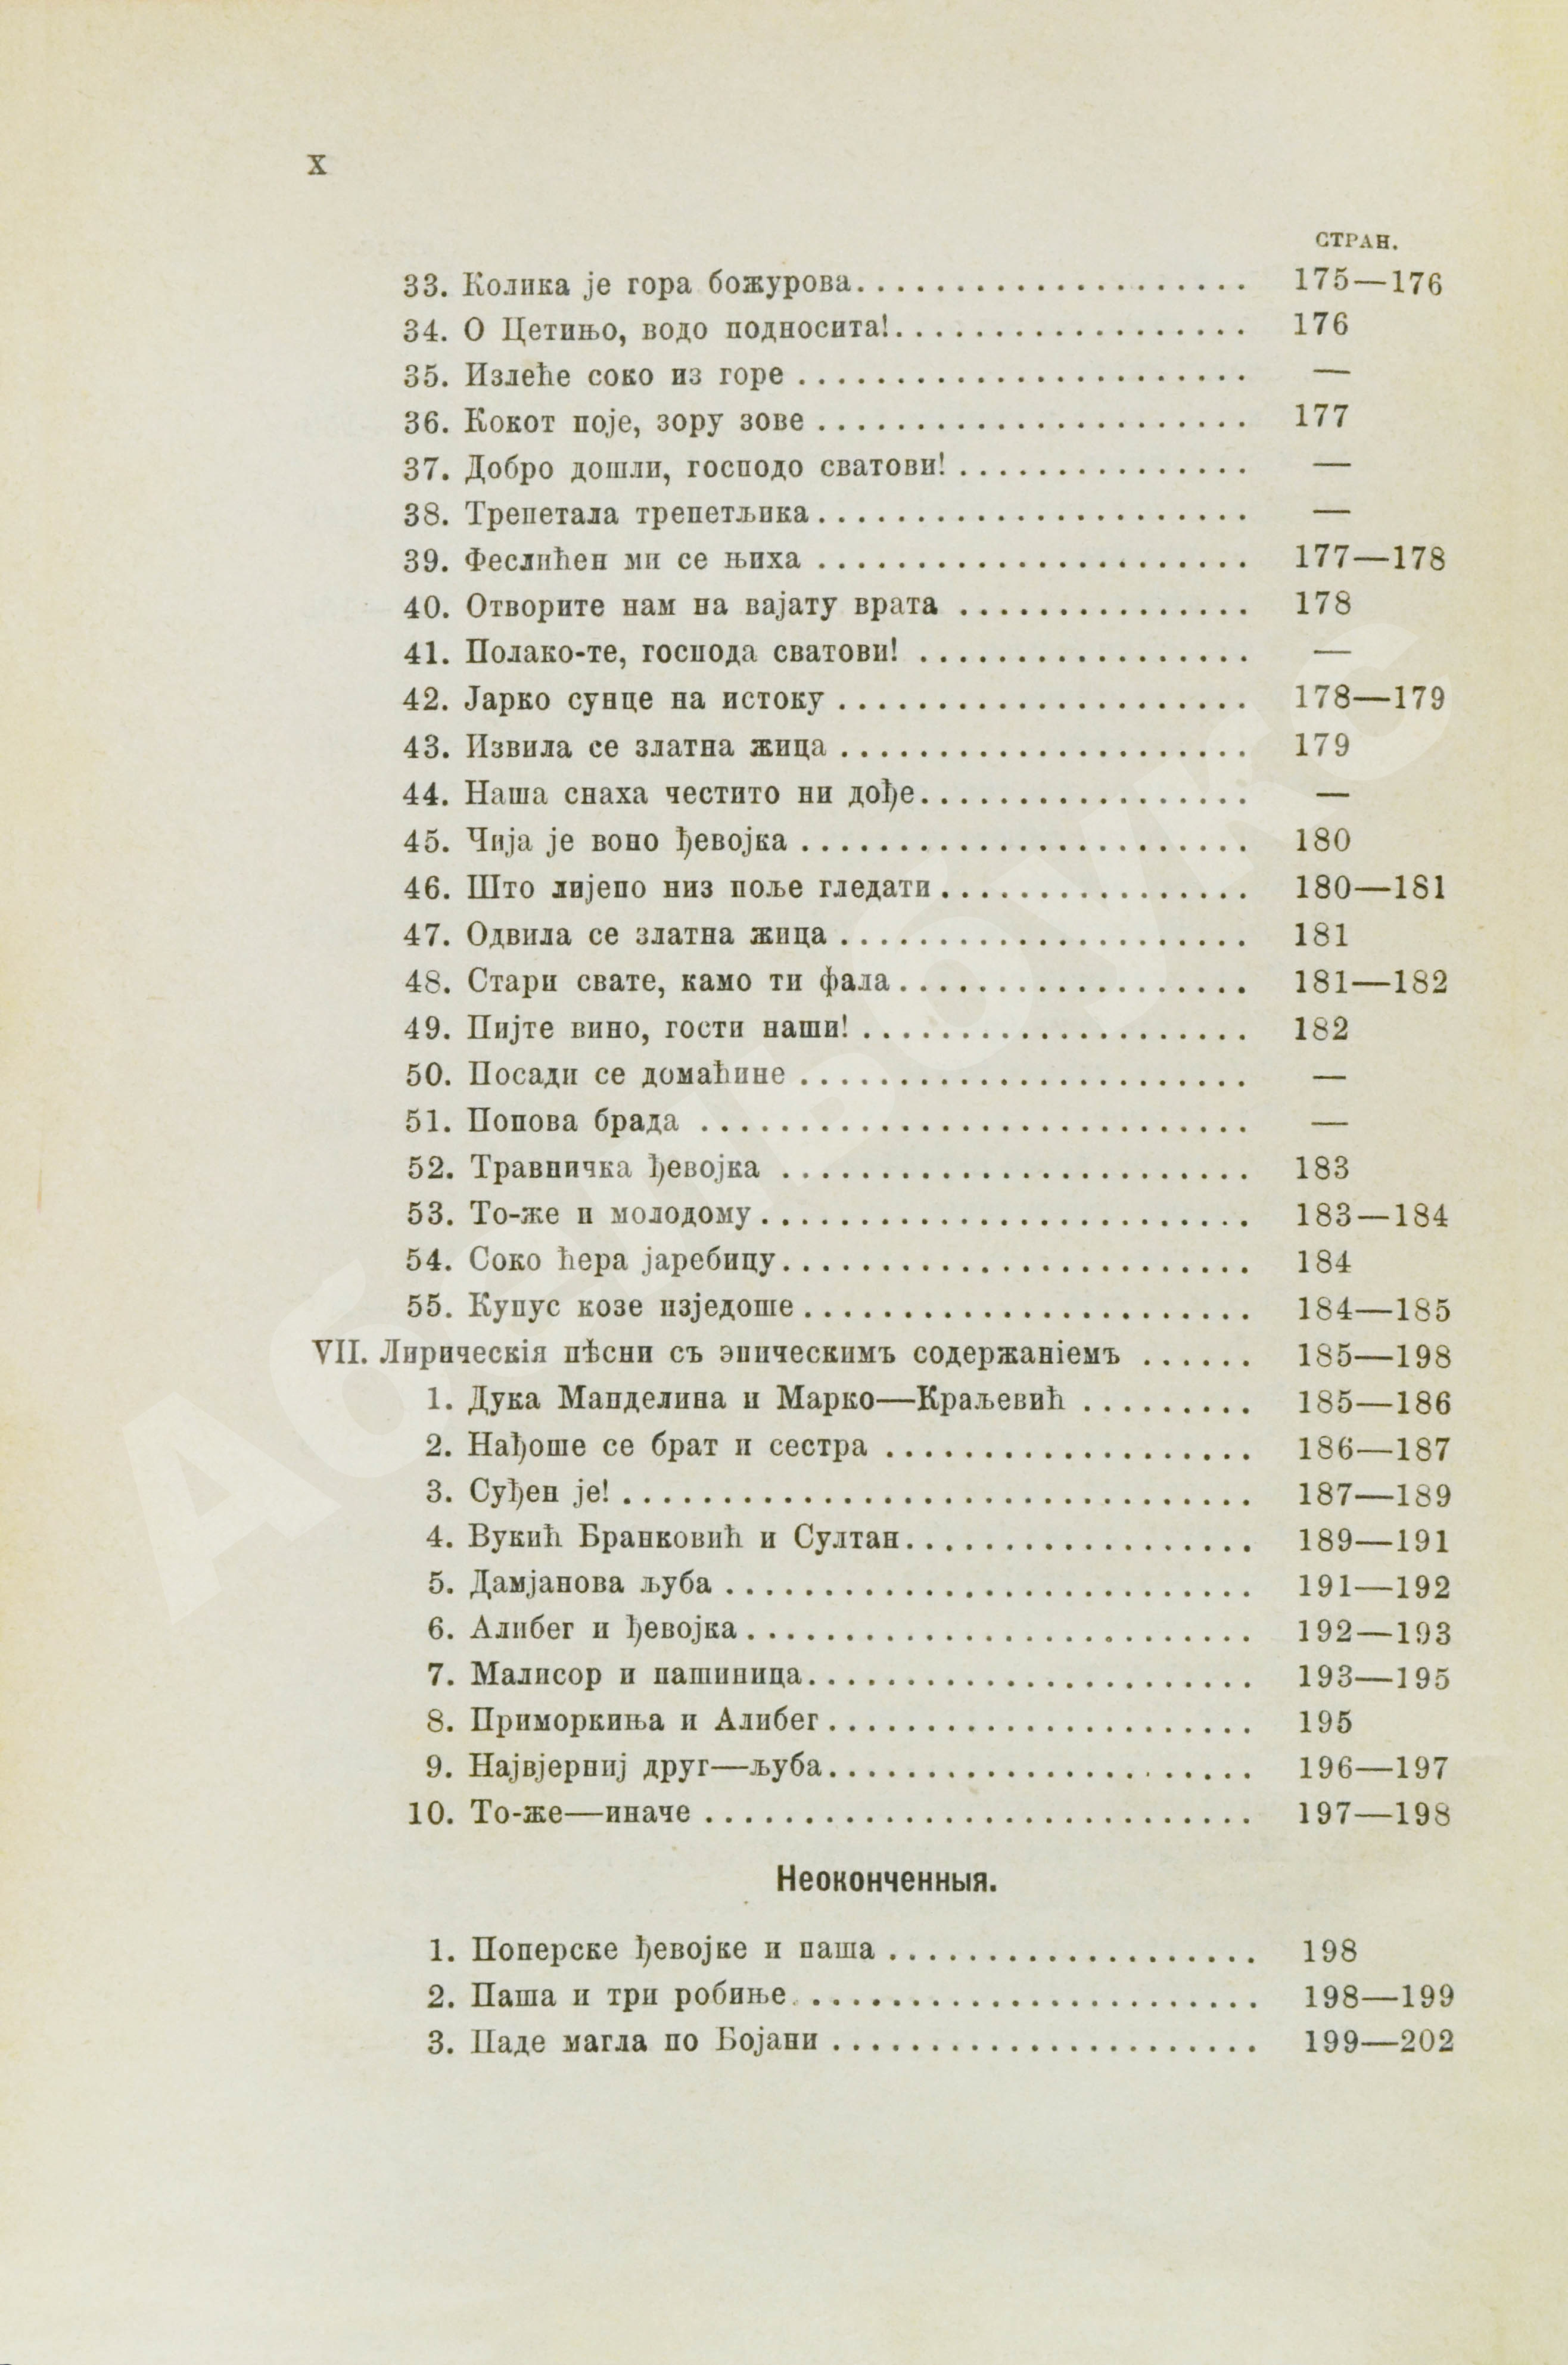 X
СТРАН.
33. Колика је гора божурова. . . . . . . . . . . . . . . . . . . . 175—176
34. О Цетињо, водо подносита!. . . . . . . . . . . . . . . . . . 176
35. Излеће соко из горе . . . . . . . . . . . . . . . . . . . . . . . —
36. Кокот поје, зору зове . . . . . . . . . . . . . . . . . . . . . . 177
37. Добро дошли, господо сватови! . . . . . . . . . . . . . . . —
38. Трепетала трепетљика . . . . . . . . . . . . . . . . . . . . . . —
39. Феслићен ми се њиха . . . . . . . . . . . . . . . . . . . . . . 177—178
40. Отворите нам на вајату врата . . . . . . . . . . . . . . . 178
41. Полако-те, господа сватови! . . . . . . . . . . . . . . . . . —
42. Јарко сунце на истоку . . . . . . . . . . . . . . . . . . . . . 178—179
43. Извила се златна жица . . . . . . . . . . . . . . . . . . . . . 179
44. Наша снаха честито ни дође. . . . . . . . . . . . . . . . . —
45. Чија је воно ђевојка . . . . . . . . . . . . . . . . . . . . . . . 180
46. Што лијепо низ поље гледати . . . . . . . . . . . . . . . . 180—181
47. Одвила се златна жица . . . . . . . . . . . . . . . . . . . . . 181
48. Стари свате, камо ти фала . . . . . . . . . . . . . . . . . . 181—182
49. Пијте вино, гости наши! . . . . . . . . . . . . . . . . . . . . 182
50. Посади се домаћине . . . . . . . . . . . . . . . . . . . . . . . —
51. Попова брада . . . . . . . . . . . . . . . . . . . . . . . . . . . . —
52. Травничка ђевојка . . . . . . . . . . . . . . . . . . . . . . . . 183
53. То-же и молодому . . . . . . . . . . . . . . . . . . . . . . . . . 183—184
54. Соко ћера јаребицу. . . . . . . . . . . . . . . . . . . . . . . . 184
55. Купус козе изједоше . . . . . . . . . . . . . . . . . . . . . . . 184—185
VII. Лирическія пѣсни съ эпическимъ содержаніемъ . . . . . . 185—198
1. Дука Манделина и Марко—Краљевић . . . . . . . . . 185—186
2. Нађоше се брат и сестра . . . . . . . . . . . . . . . . . . . 186—187
3. Суђен је! . . . . . . . . . . . . . . . . . . . . . . . . . . . . . . . . 187—189
4. Вукић Бранковић и Султан. . . . . . . . . . . . . . . . . . 189—191
5. Дамјанова љуба . . . . . . . . . . . . . . . . . . . . . . . . . . . 191—192
6. Алибег и ђевојка . . . . . . . . . . . . . . . . . . . . . . . . . . 192—193
7. Малисор и пашиница. . . . . . . . . . . . . . . . . . . . . . . 193—195
8. Приморкиња и Алибег . . . . . . . . . . . . . . . . . . . . . . 195
9. Највјерниј друг—љуба. . . . . . . . . . . . . . . . . . . . . . 196—197
10. То-же—иначе . . . . . . . . . . . . . . . . . . . . . . . . . . . . 197—198
Неоконченныя.
1. Поперске ђевојке и паша . . . . . . . . . . . . . . . . . . . 198
2. Паша и три робиње. . . . . . . . . . . . . . . . . . . . . . . . 198—199
3. Паде магла по Бојани . . . . . . . . . . . . . . . . . . . . . . 199—202